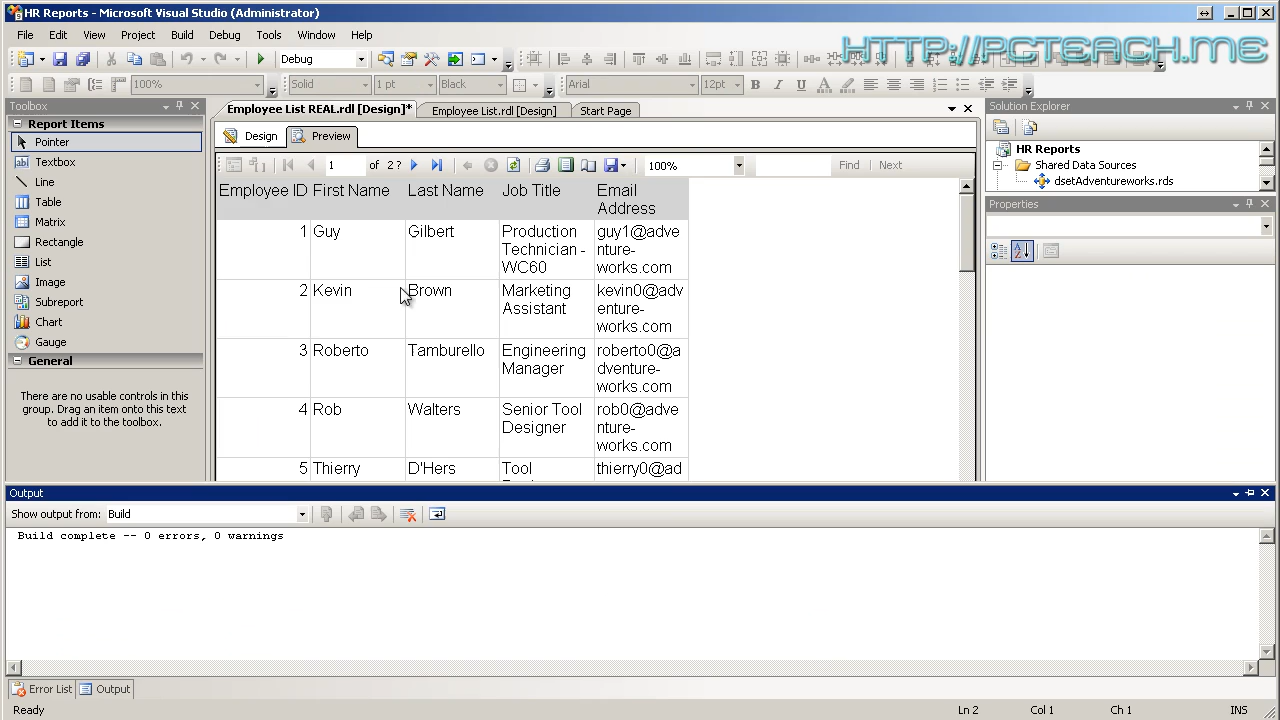 HR Reports - Microsoft Visual Studio (Administrator)
File Edit View Project Build Debug Tools Window Help
HTTP://PCTEACH.ME
Debug
100% Solid 1 pt Black Arial 12pt B I U A
Toolbox
Report Items
Pointer
Textbox
Line
Table
Matrix
Rectangle
List
Image
Subreport
Chart
Gauge
General
There are no usable controls in this
group. Drag an item onto this text
to add it to the toolbox.
Employee List REAL.rdl [Design]* Employee List.rdl [Design] Start Page
Design Preview
1 of 2 ? 100% Find | Next
Employee ID First Name Last Name Job Title Email
Address
1 Guy Gilbert Production guy1@adve
Technician - nture-
WC60 works.com
2 Kevin Brown Marketing kevin0@adv
Assistant enture-
works.com
3 Roberto Tamburello Engineering roberto0@a
Manager dventure-
works.com
4 Rob Walters Senior Tool rob0@adve
Designer nture-
works.com
5 Thierry D'Hers Tool thierry0@ad
Solution Explorer
HR Reports
Shared Data Sources
dsetAdventureworks.rds
Properties
Output
Show output from: Build
Build complete -- 0 errors, 0 warnings
Error List Output
Ready Ln 2 Col 1 Ch 1 INS